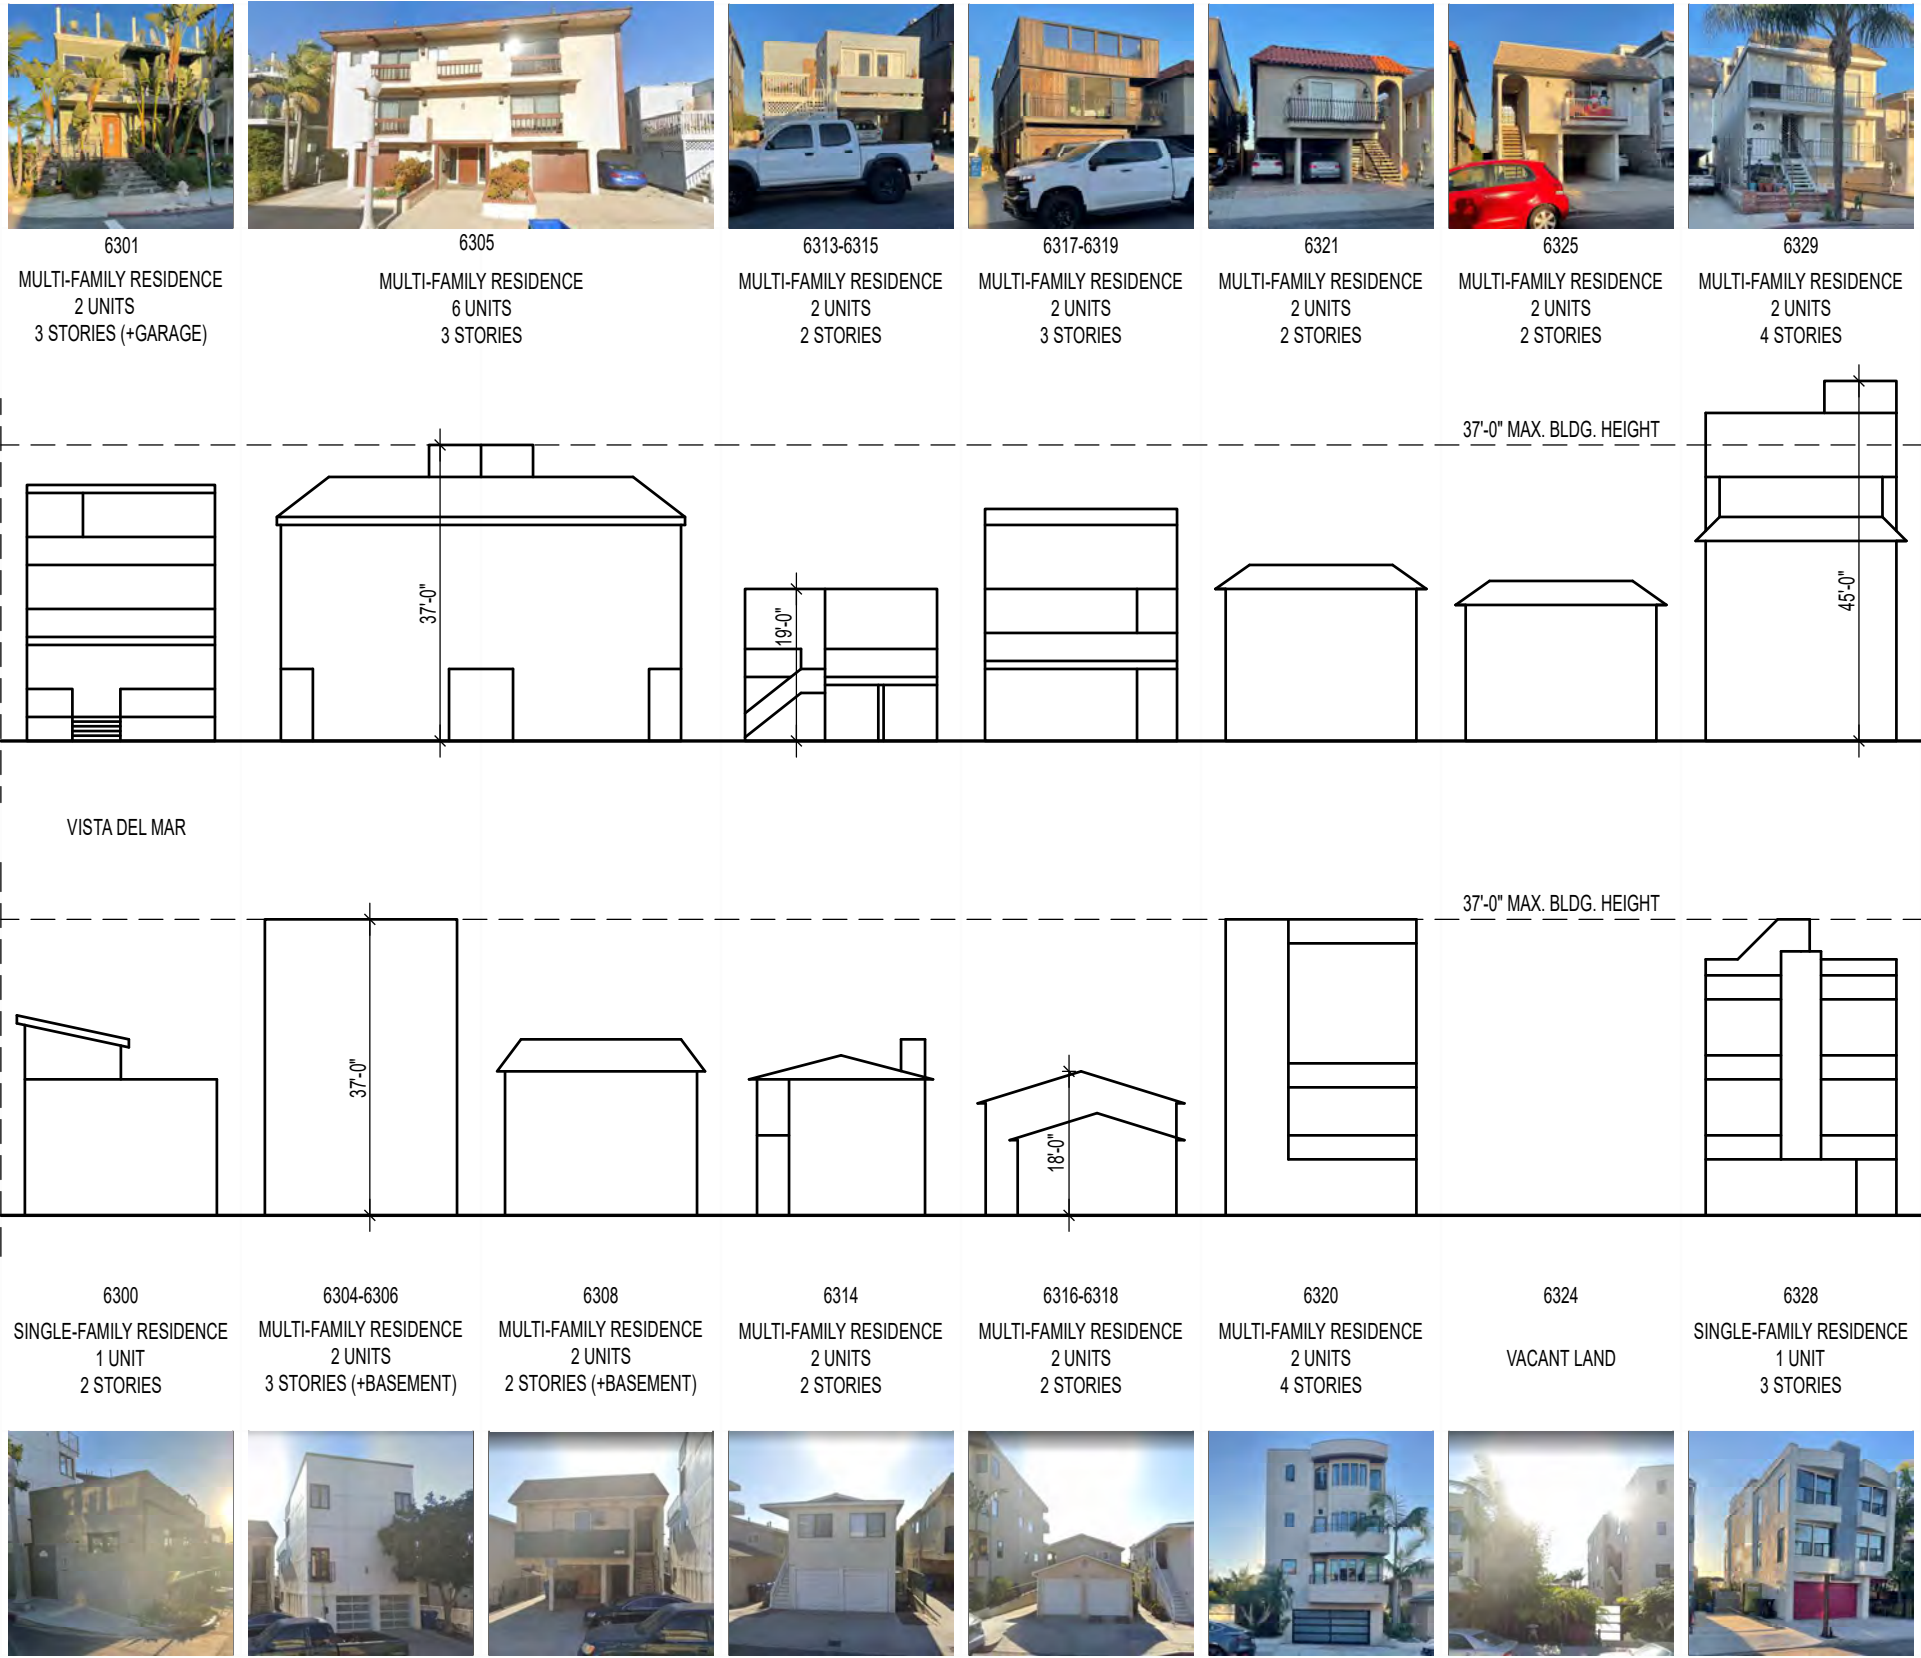 6301
MULTI-FAMILY RESIDENCE
2 UNITS
3 STORIES (+GARAGE)
6305
MULTI-FAMILY RESIDENCE
6 UNITS
3 STORIES
6313-6315
MULTI-FAMILY RESIDENCE
2 UNITS
2 STORIES
6317-6319
MULTI-FAMILY RESIDENCE
2 UNITS
3 STORIES
6321
MULTI-FAMILY RESIDENCE
2 UNITS
2 STORIES
6325
MULTI-FAMILY RESIDENCE
2 UNITS
2 STORIES
6329
MULTI-FAMILY RESIDENCE
2 UNITS
4 STORIES
37'-0" MAX. BLDG. HEIGHT
37'-0"
19'-0"
45'-0"
VISTA DEL MAR
37'-0" MAX. BLDG. HEIGHT
37'-0"
18'-0"
6300
SINGLE-FAMILY RESIDENCE
1 UNIT
2 STORIES
6304-6306
MULTI-FAMILY RESIDENCE
2 UNITS
3 STORIES (+BASEMENT)
6308
MULTI-FAMILY RESIDENCE
2 UNITS
2 STORIES (+BASEMENT)
6314
MULTI-FAMILY RESIDENCE
2 UNITS
2 STORIES
6316-6318
MULTI-FAMILY RESIDENCE
2 UNITS
2 STORIES
6320
MULTI-FAMILY RESIDENCE
2 UNITS
4 STORIES
6324
VACANT LAND
6328
SINGLE-FAMILY RESIDENCE
1 UNIT
3 STORIES